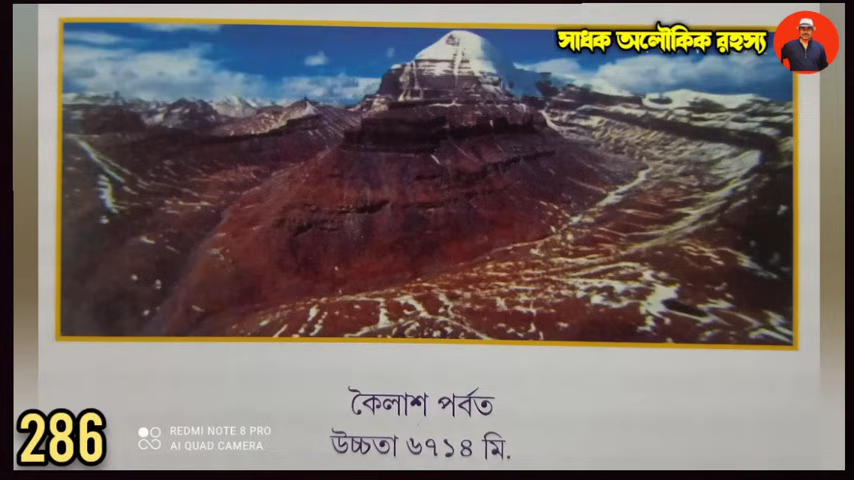 সাধক অলৌকিক রহস্য
কৈলাশ পর্বত
উচ্চতা ৬৭১৪ মি.
286
REDMI NOTE 8 PRO
AI QUAD CAMERA